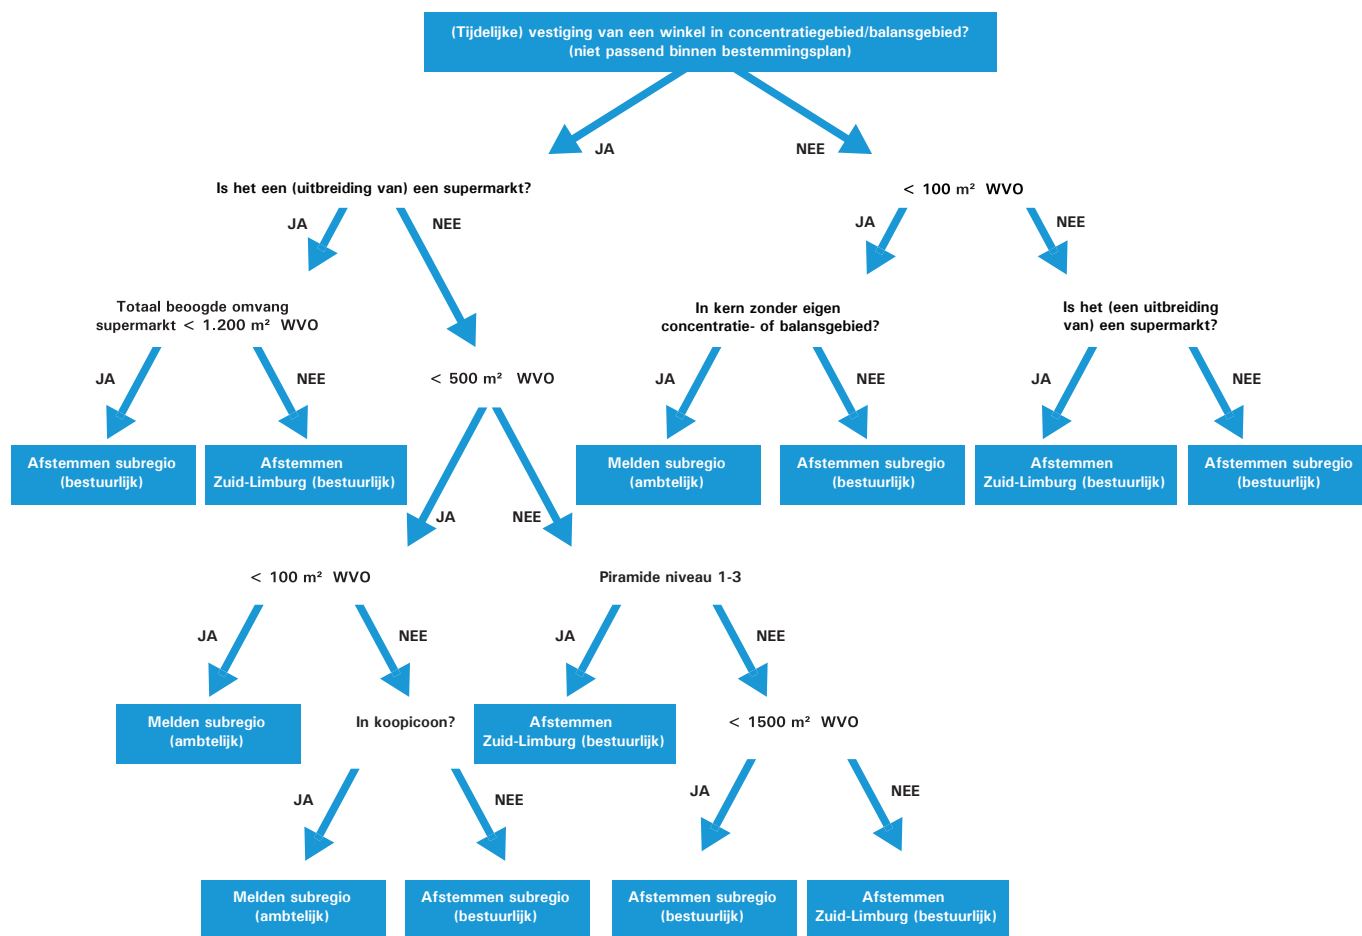 (Tijdelijke) vestiging van een winkel in concentratiegebied/balansgebied?
(niet passend binnen bestemmingsplan)
JA
NEE
Is het een (uitbreiding van) een supermarkt?
< 100 m² WVO
JA
NEE
JA
NEE
Totaal beoogde omvang
supermarkt < 1.200 m² WVO
In kern zonder eigen
concentratie- of balansgebied?
Is het (een uitbreiding
van) een supermarkt?
JA
NEE
< 500 m² WVO
JA
NEE
JA
NEE
Afstemmen subregio
(bestuurlijk)
Afstemmen
Zuid-Limburg (bestuurlijk)
Melden subregio
(ambtelijk)
Afstemmen subregio
(bestuurlijk)
Afstemmen
Zuid-Limburg (bestuurlijk)
Afstemmen subregio
(bestuurlijk)
JA
NEE
< 100 m² WVO
Piramide niveau 1-3
JA
NEE
JA
NEE
Melden subregio
(ambtelijk)
In koopicoon?
Afstemmen
Zuid-Limburg (bestuurlijk)
< 1500 m² WVO
JA
NEE
JA
NEE
Melden subregio
(ambtelijk)
Afstemmen subregio
(bestuurlijk)
Afstemmen subregio
(bestuurlijk)
Afstemmen
Zuid-Limburg (bestuurlijk)